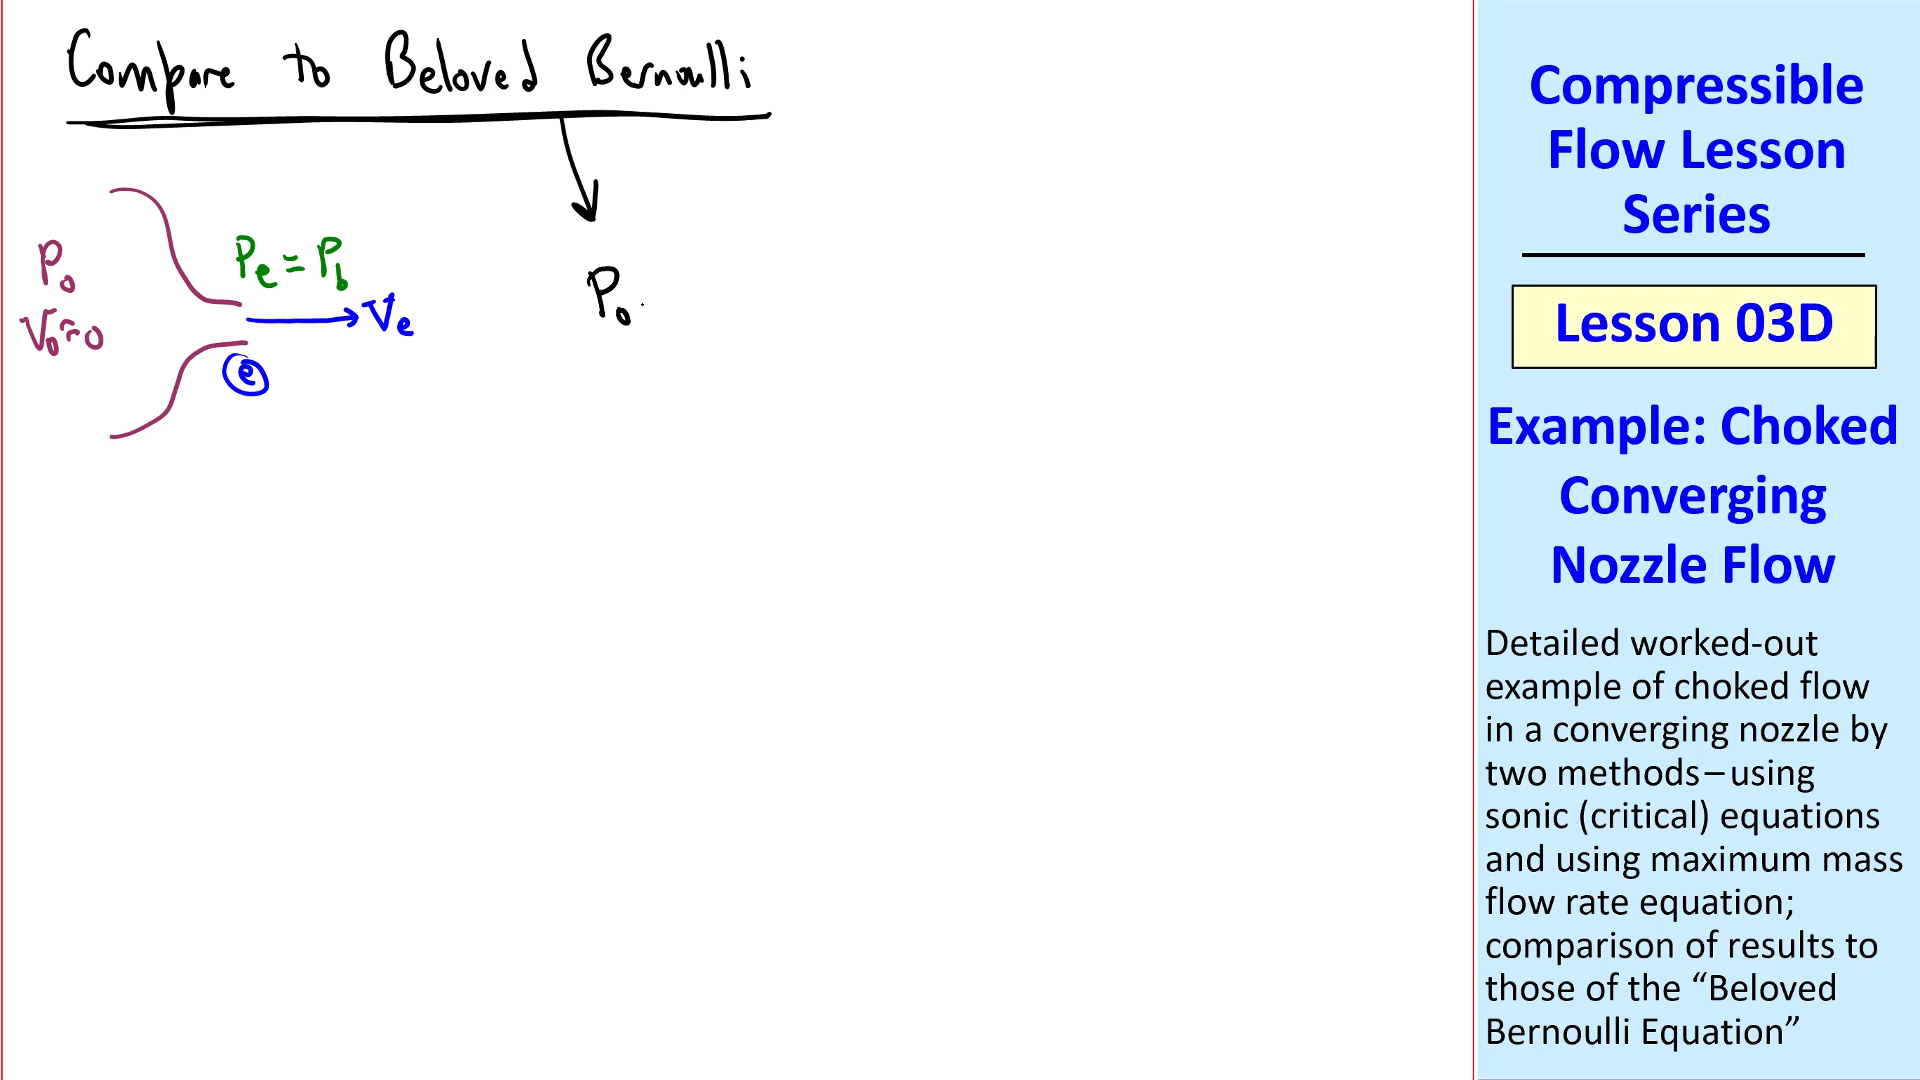 Compare to Beloved Bernoulli
P₀
V₀≈0
Pₑ = P_b
Vₑ
e
P₀
Compressible
Flow Lesson
Series
Lesson 03D
Example: Choked
Converging
Nozzle Flow
Detailed worked-out
example of choked flow
in a converging nozzle by
two methods–using
sonic (critical) equations
and using maximum mass
flow rate equation;
comparison of results to
those of the “Beloved
Bernoulli Equation”